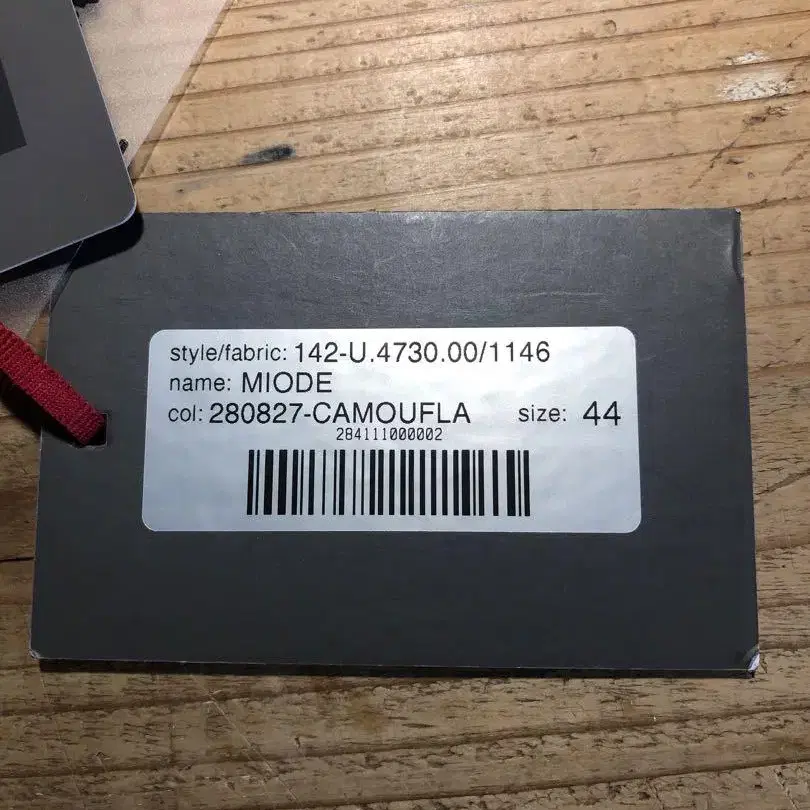 style/fabric: 142-U.4730.00/1146
name: MIODE
col: 280827-CAMOUFLA size: 44
284111000002